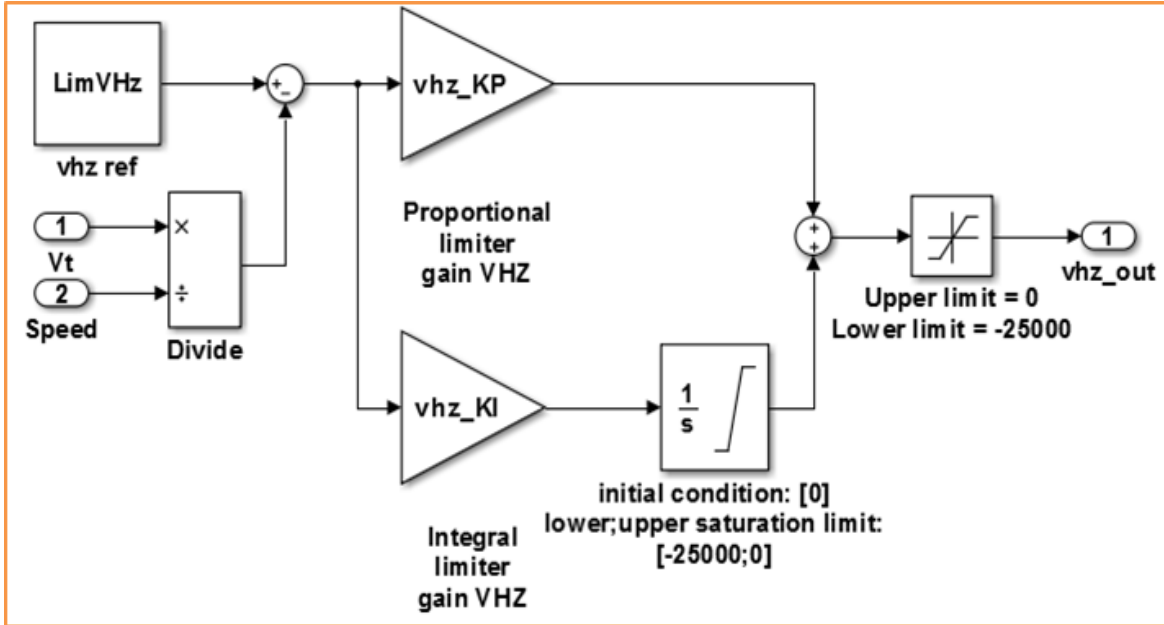 LimVHz
+
−
vhz ref
vhz_KP
1
Vt
×
2
÷
Speed
Divide
Proportional
limiter
gain VHZ
+
+
1
vhz_out
Upper limit = 0
Lower limit = -25000
vhz_KI
1
s
initial condition: [0]
lower;upper saturation limit:
[-25000;0]
Integral
limiter
gain VHZ